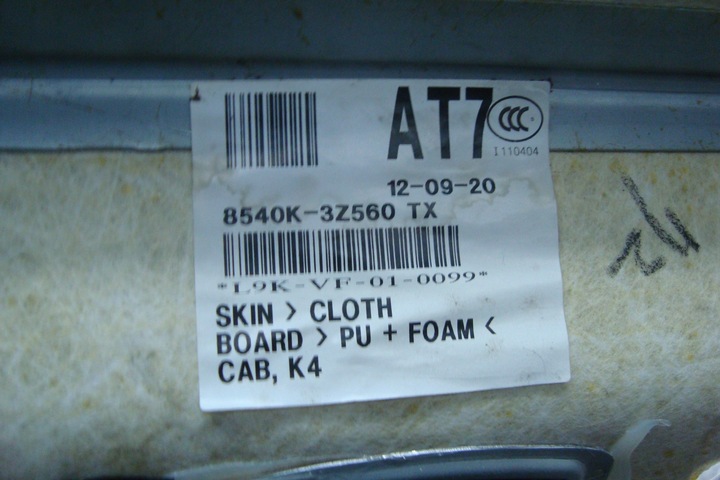 AT7
CCC
I110404
12-09-20
8540K-3Z560 TX
*L9K-VF-01-0099*
SKIN > CLOTH
BOARD > PU + FOAM <
CAB, K4